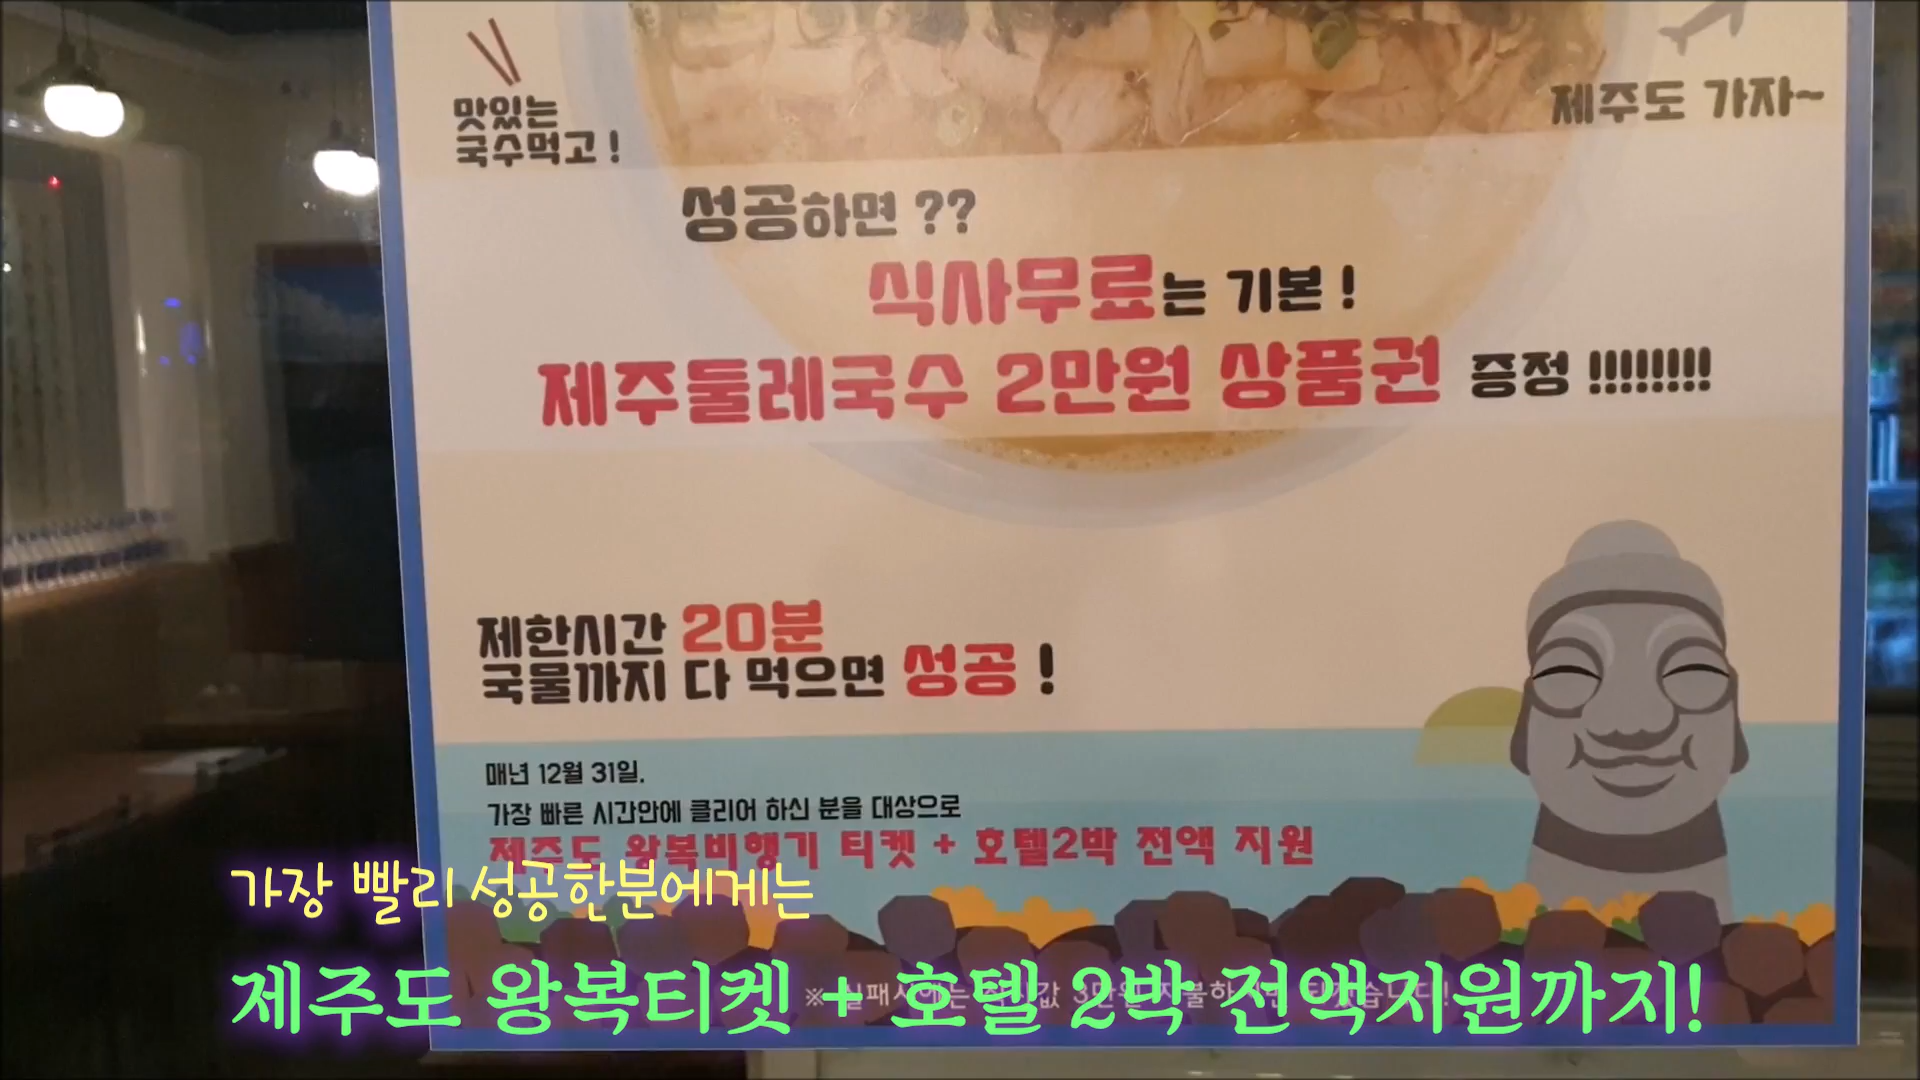 맛있는
국수먹고 !
제주도 가자~
성공하면 ??
식사무료는 기본 !
제주둘레국수 2만원 상품권 증정 !!!!!!!!
제한시간 20분
국물까지 다 먹으면 성공 !
매년 12월 31일.
가장 빠른 시간안에 클리어 하신 분을 대상으로
제주도 왕복비행기 티켓 + 호텔2박 전액 지원
가장 빨리 성공한분에게는
제주도 왕복티켓 + 호텔 2박 전액지원까지!